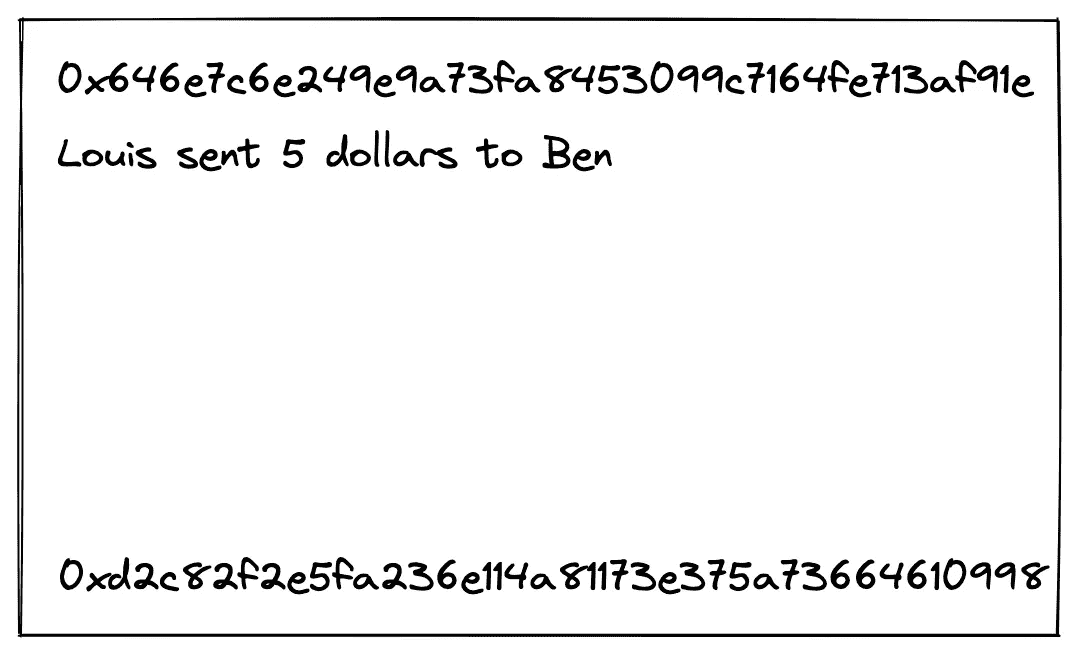 0x646e7c6e249e9a73fa8453099c7164fe713af91e
Louis sent 5 dollars to Ben
0xd2c82f2e5fa236e114a81173e375a73664610998